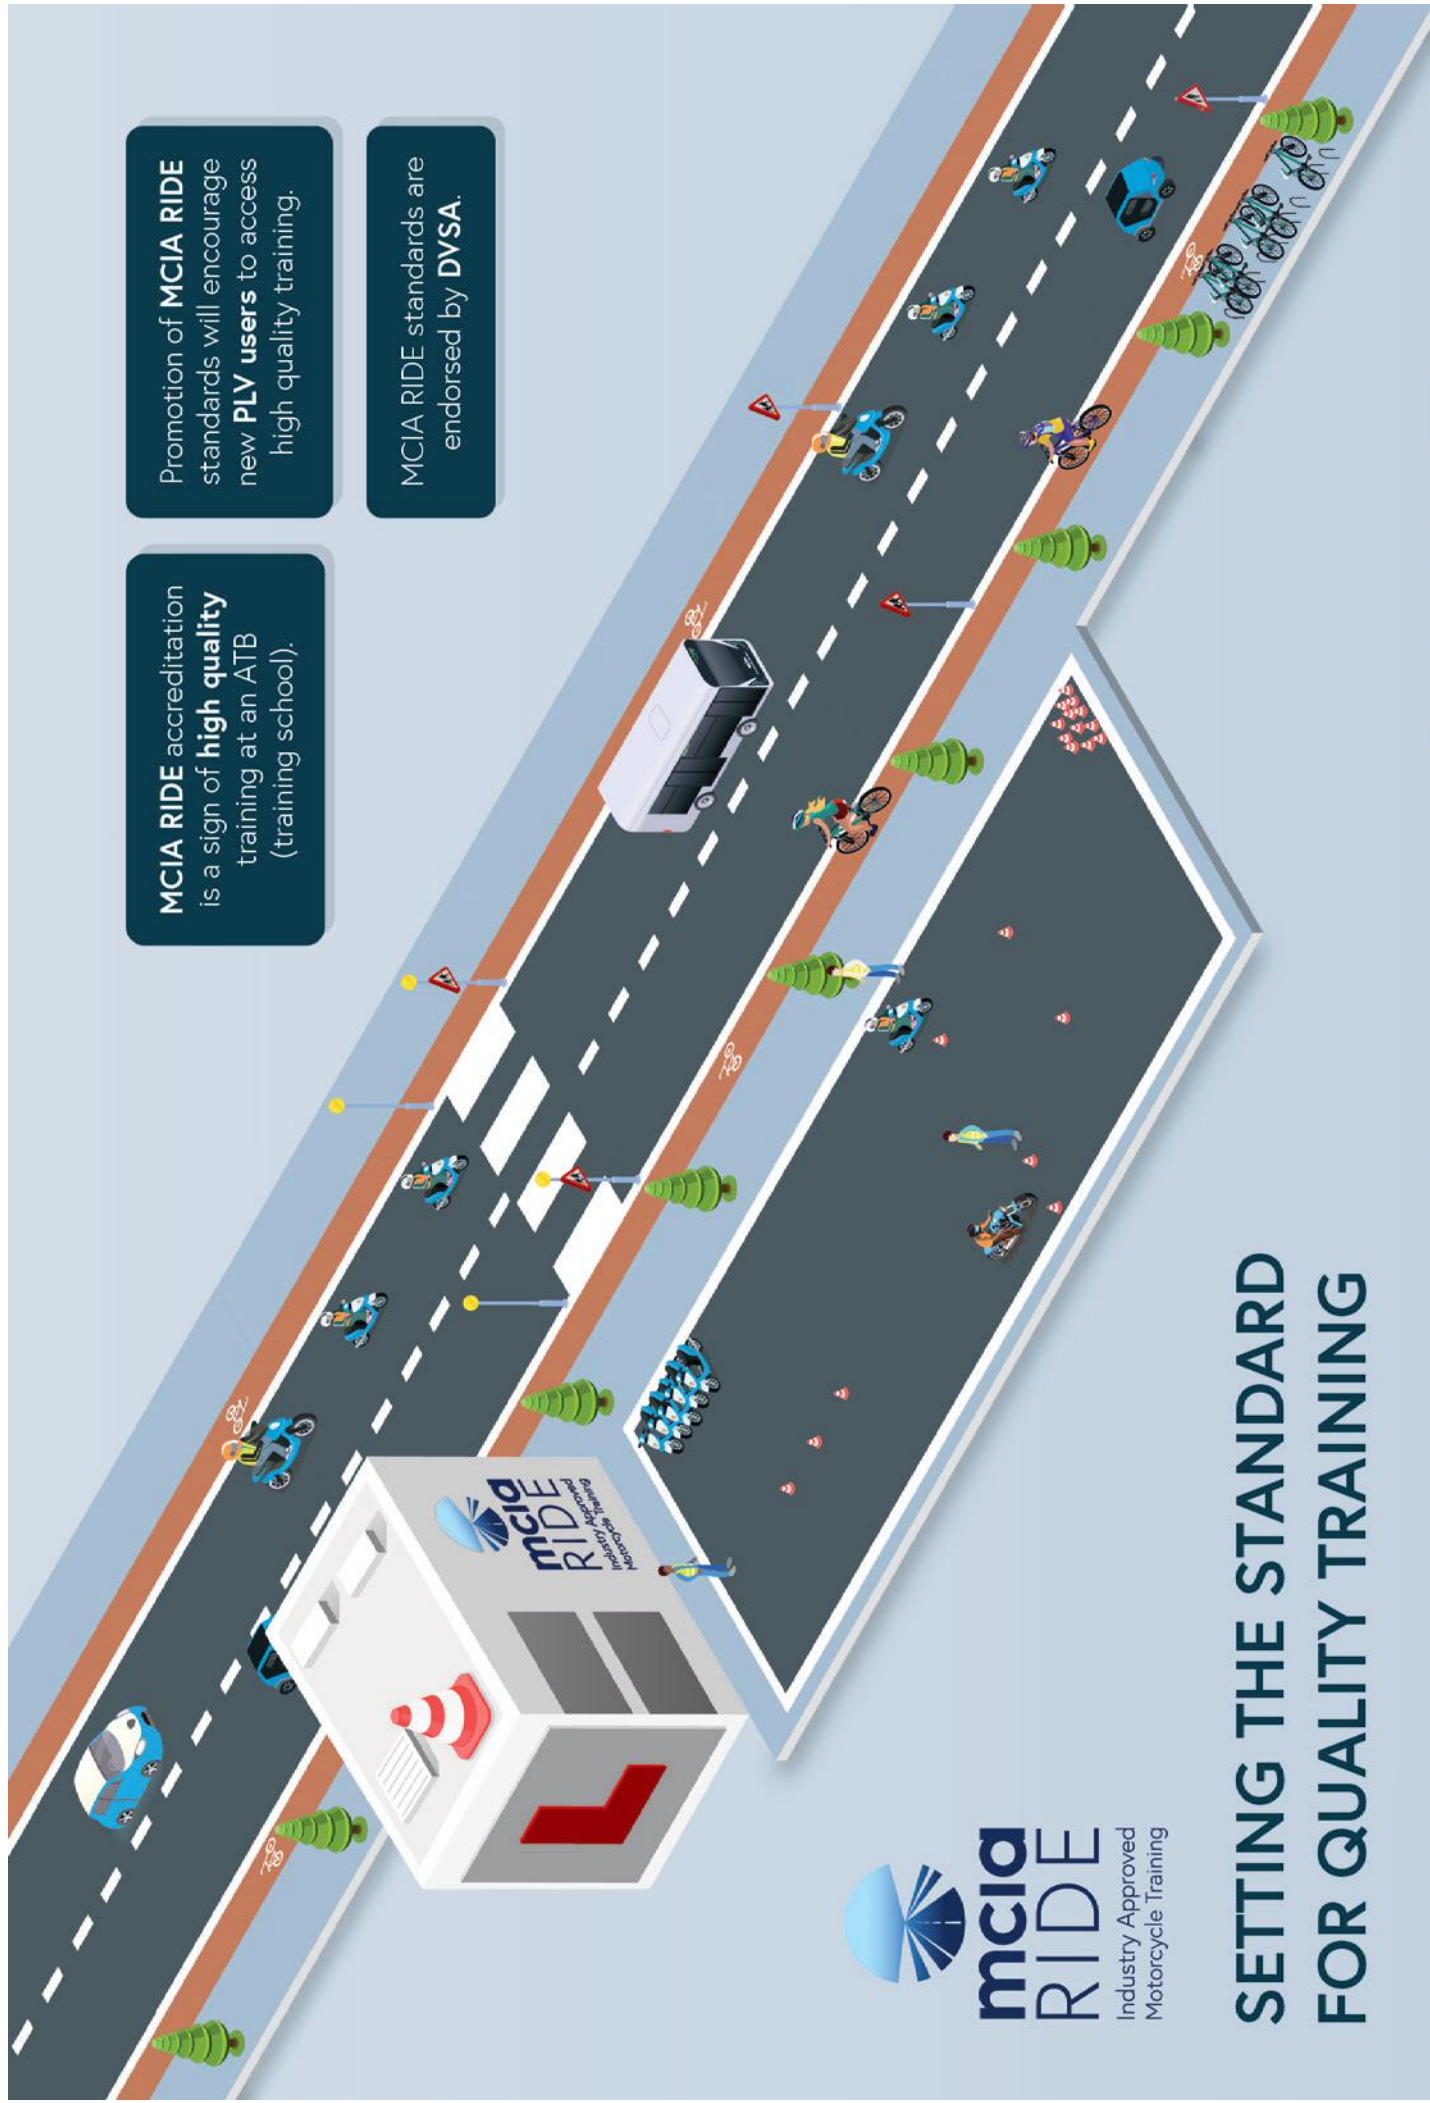 MCIA RIDE accreditation
is a sign of high quality
training at an ATB
(training school).
Promotion of MCIA RIDE
standards will encourage
new PLV users to access
high quality training.
MCIA RIDE standards are
endorsed by DVSA.
mcia
RIDE
Industry Approved
Motorcycle Training
L
mcia
RIDE
Industry Approved
Motorcycle Training
SETTING THE STANDARD
FOR QUALITY TRAINING